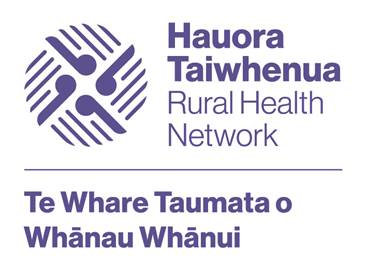 Hauora
Taiwhenua
Rural Health
Network
Te Whare Taumata o
Whānau Whānui